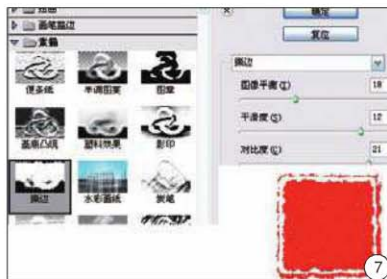 确定
画笔描边
复位
素描
撕边
便条纸 半调图案 图章
图像平衡(I) 18
平滑度(S) 12
基底凸现 塑料效果 影印
对比度(C) 21
撕边 水彩画纸 炭笔
7